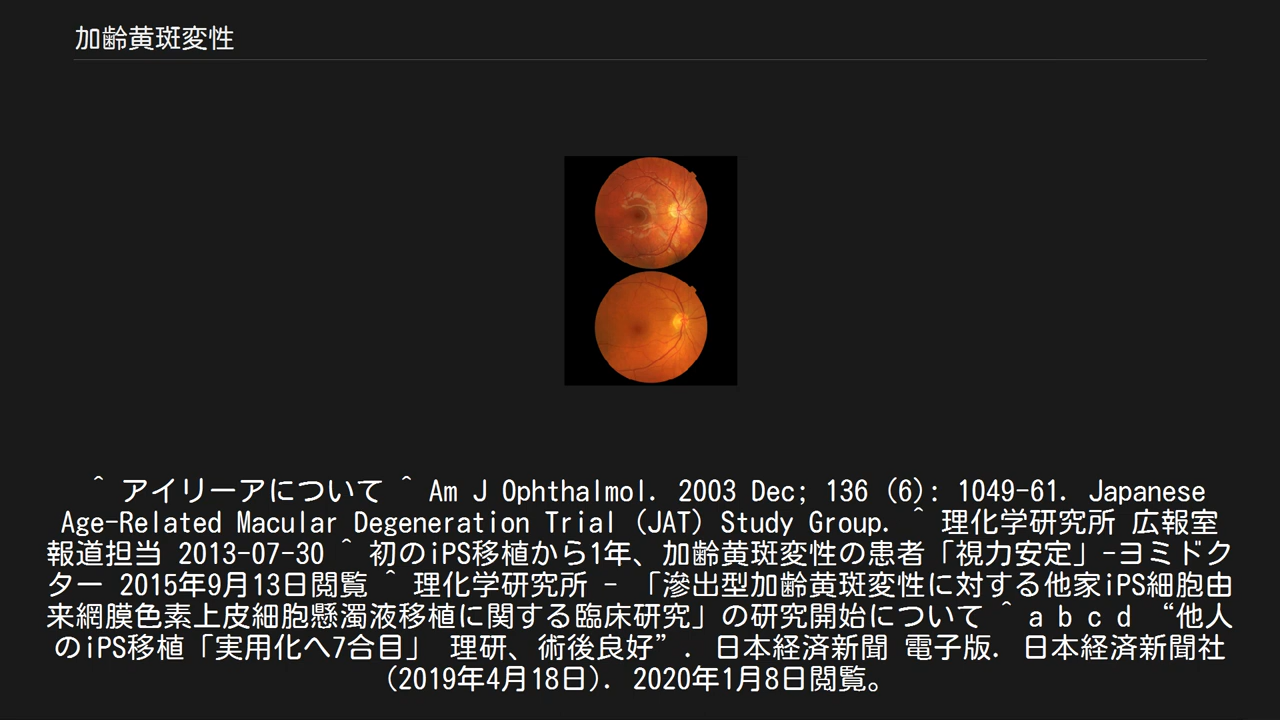 加齢黄斑変性
^ アイリーアについて ^ Am J Ophthalmol. 2003 Dec; 136 (6): 1049-61. Japanese
Age-Related Macular Degeneration Trial (JAT) Study Group. ^ 理化学研究所 広報室
報道担当 2013-07-30 ^ 初のiPS移植から1年、加齢黄斑変性の患者「視力安定」-ヨミドク
ター 2015年9月13日閲覧 ^ 理化学研究所 - 「滲出型加齢黄斑変性に対する他家iPS細胞由
来網膜色素上皮細胞懸濁液移植に関する臨床研究」の研究開始について ^ a b c d “他人
のiPS移植「実用化へ7合目」 理研、術後良好”. 日本経済新聞 電子版. 日本経済新聞社
(2019年4月18日). 2020年1月8日閲覧。